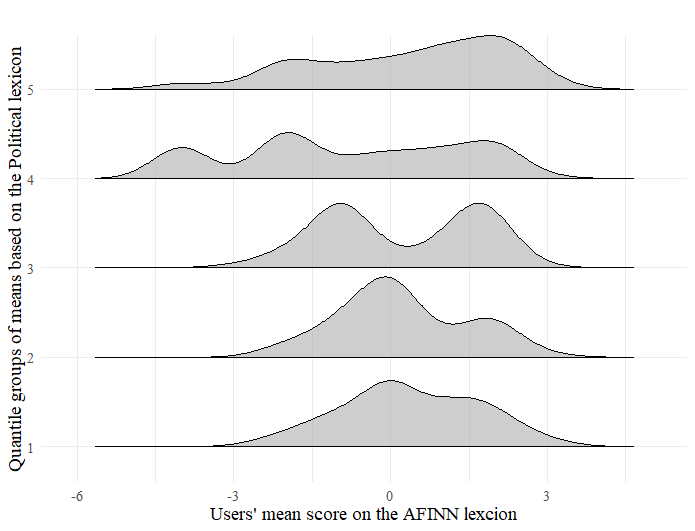 Quantile groups of means based on the Political lexicon
5
4
3
2
1
-6 -3 0 3
Users' mean score on the AFINN lexcion